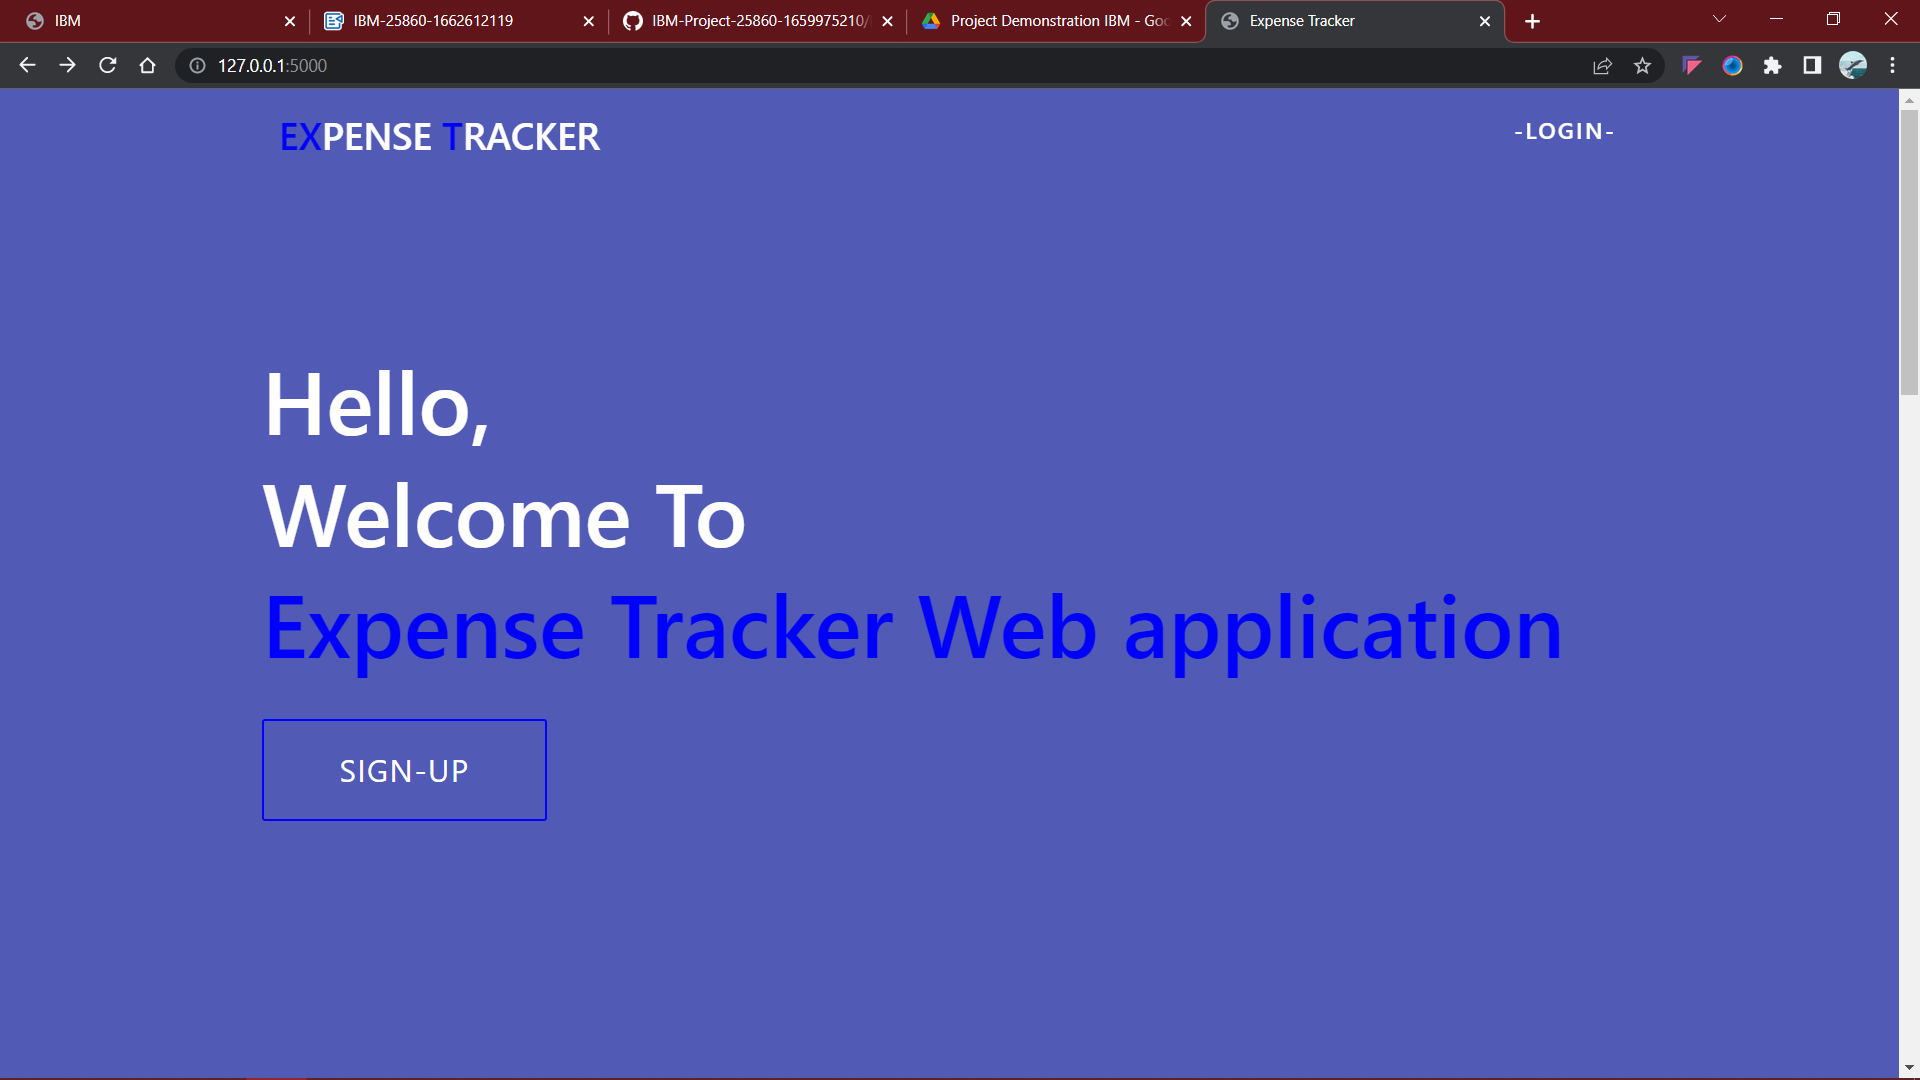 IBM
IBM-25860-1662612119
IBM-Project-25860-1659975210/
Project Demonstration IBM - Goo
Expense Tracker
127.0.0.1:5000
EXPENSE TRACKER
-LOGIN-
Hello,
Welcome To
Expense Tracker Web application
SIGN-UP